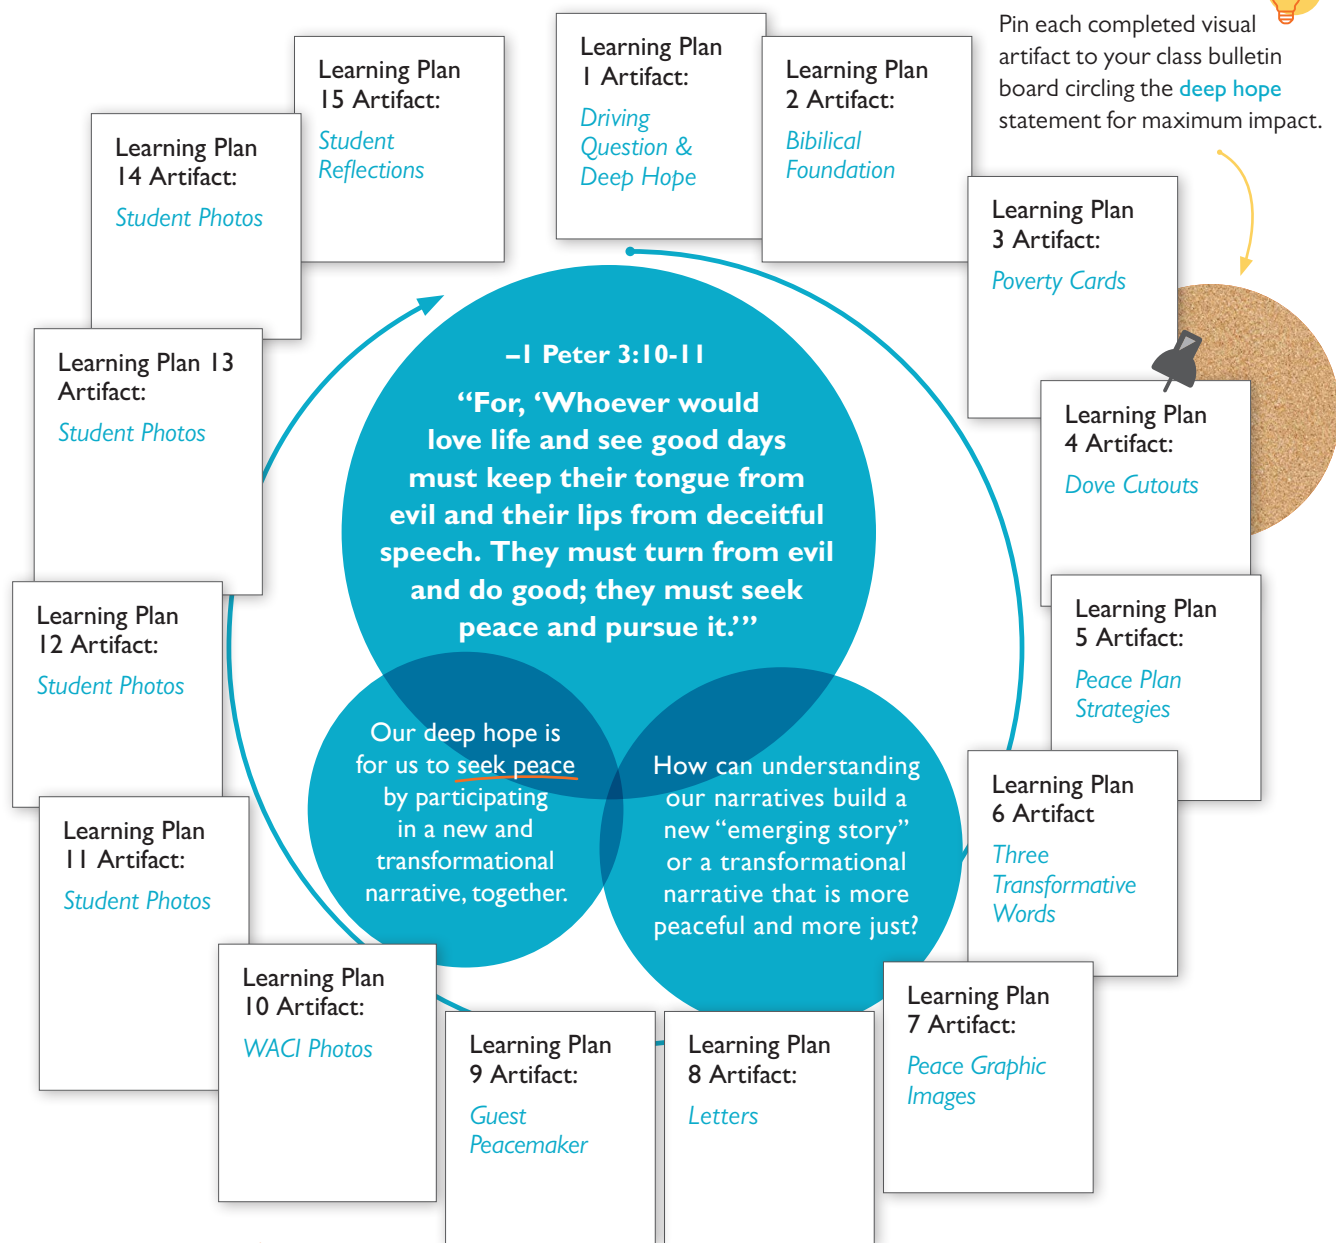 Pin each completed visual
artifact to your class bulletin
board circling the deep hope
statement for maximum impact.
Learning Plan
1 Artifact:
Driving
Question &
Deep Hope
Learning Plan
2 Artifact:
Bibilical
Foundation
Learning Plan
3 Artifact:
Poverty Cards
Learning Plan
4 Artifact:
Dove Cutouts
Learning Plan
5 Artifact:
Peace Plan
Strategies
Learning Plan
6 Artifact
Three
Transformative
Words
Learning Plan
7 Artifact:
Peace Graphic
Images
Learning Plan
8 Artifact:
Letters
Learning Plan
9 Artifact:
Guest
Peacemaker
Learning Plan
10 Artifact:
WACI Photos
Learning Plan
11 Artifact:
Student Photos
Learning Plan
12 Artifact:
Student Photos
Learning Plan 13
Artifact:
Student Photos
Learning Plan
14 Artifact:
Student Photos
Learning Plan
15 Artifact:
Student
Reflections
–1 Peter 3:10-11
“For, ‘Whoever would
love life and see good days
must keep their tongue from
evil and their lips from deceitful
speech. They must turn from evil
and do good; they must seek
peace and pursue it.’”
Our deep hope is
for us to seek peace
by participating
in a new and
transformational
narrative, together.
How can understanding
our narratives build a
new “emerging story”
or a transformational
narrative that is more
peaceful and more just?